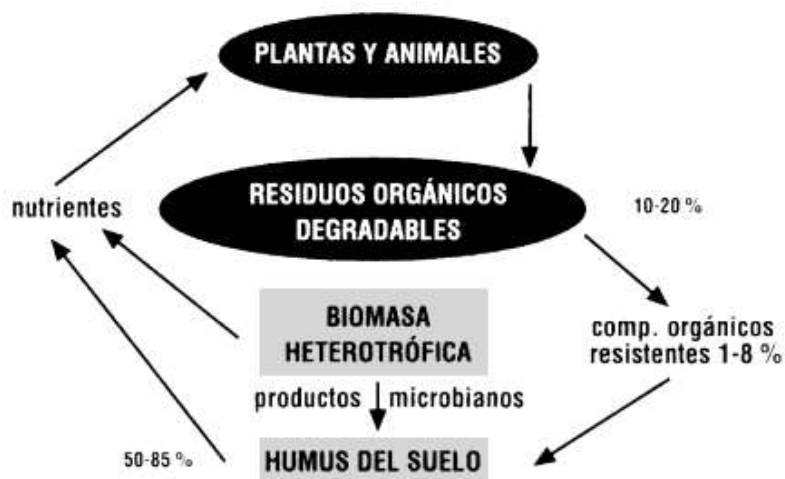 PLANTAS Y ANIMALES
nutrientes
RESIDUOS ORGÁNICOS
DEGRADABLES
10-20 %
BIOMASA
HETEROTRÓFICA
comp. orgánicos
resistentes 1-8 %
productos microbianos
50-85 %
HUMUS DEL SUELO